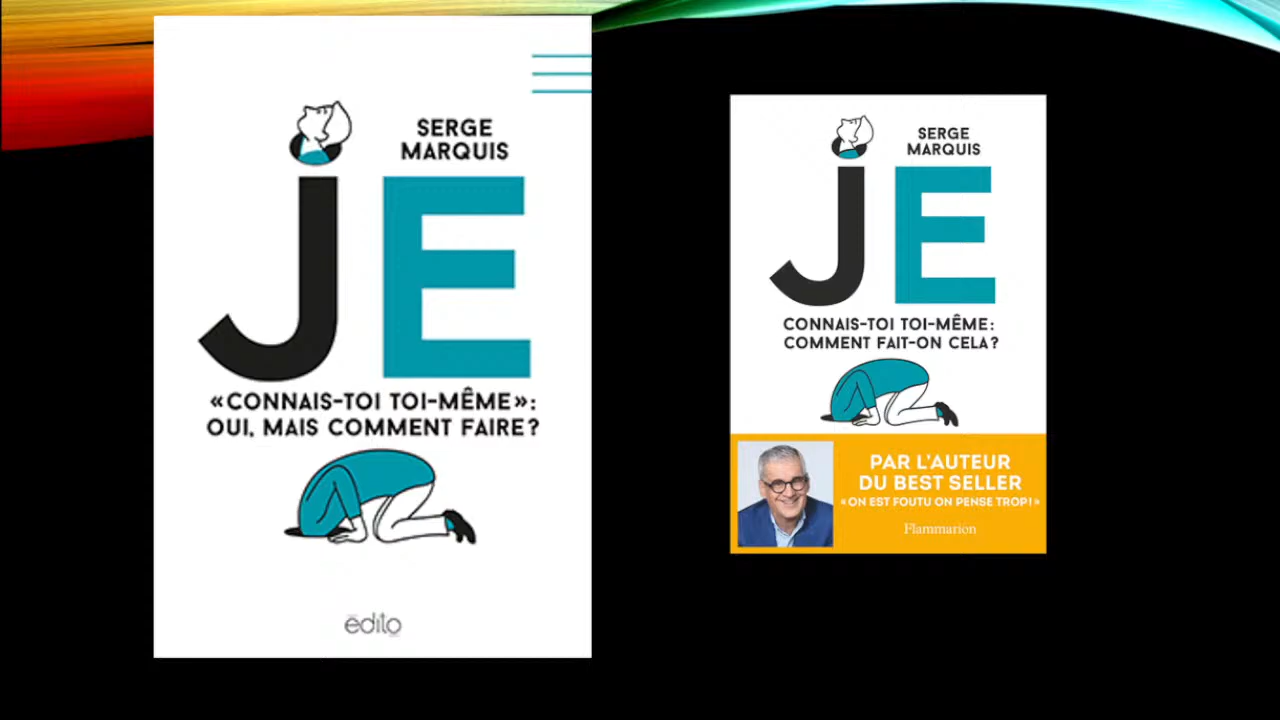 SERGE
MARQUIS
JE
«CONNAIS-TOI TOI-MÊME»:
OUI, MAIS COMMENT FAIRE?
édito
SERGE
MARQUIS
JE
CONNAIS-TOI TOI-MÊME:
COMMENT FAIT-ON CELA?
PAR L'AUTEUR
DU BEST SELLER
«ON EST FOUTU ON PENSE TROP!»
Flammarion